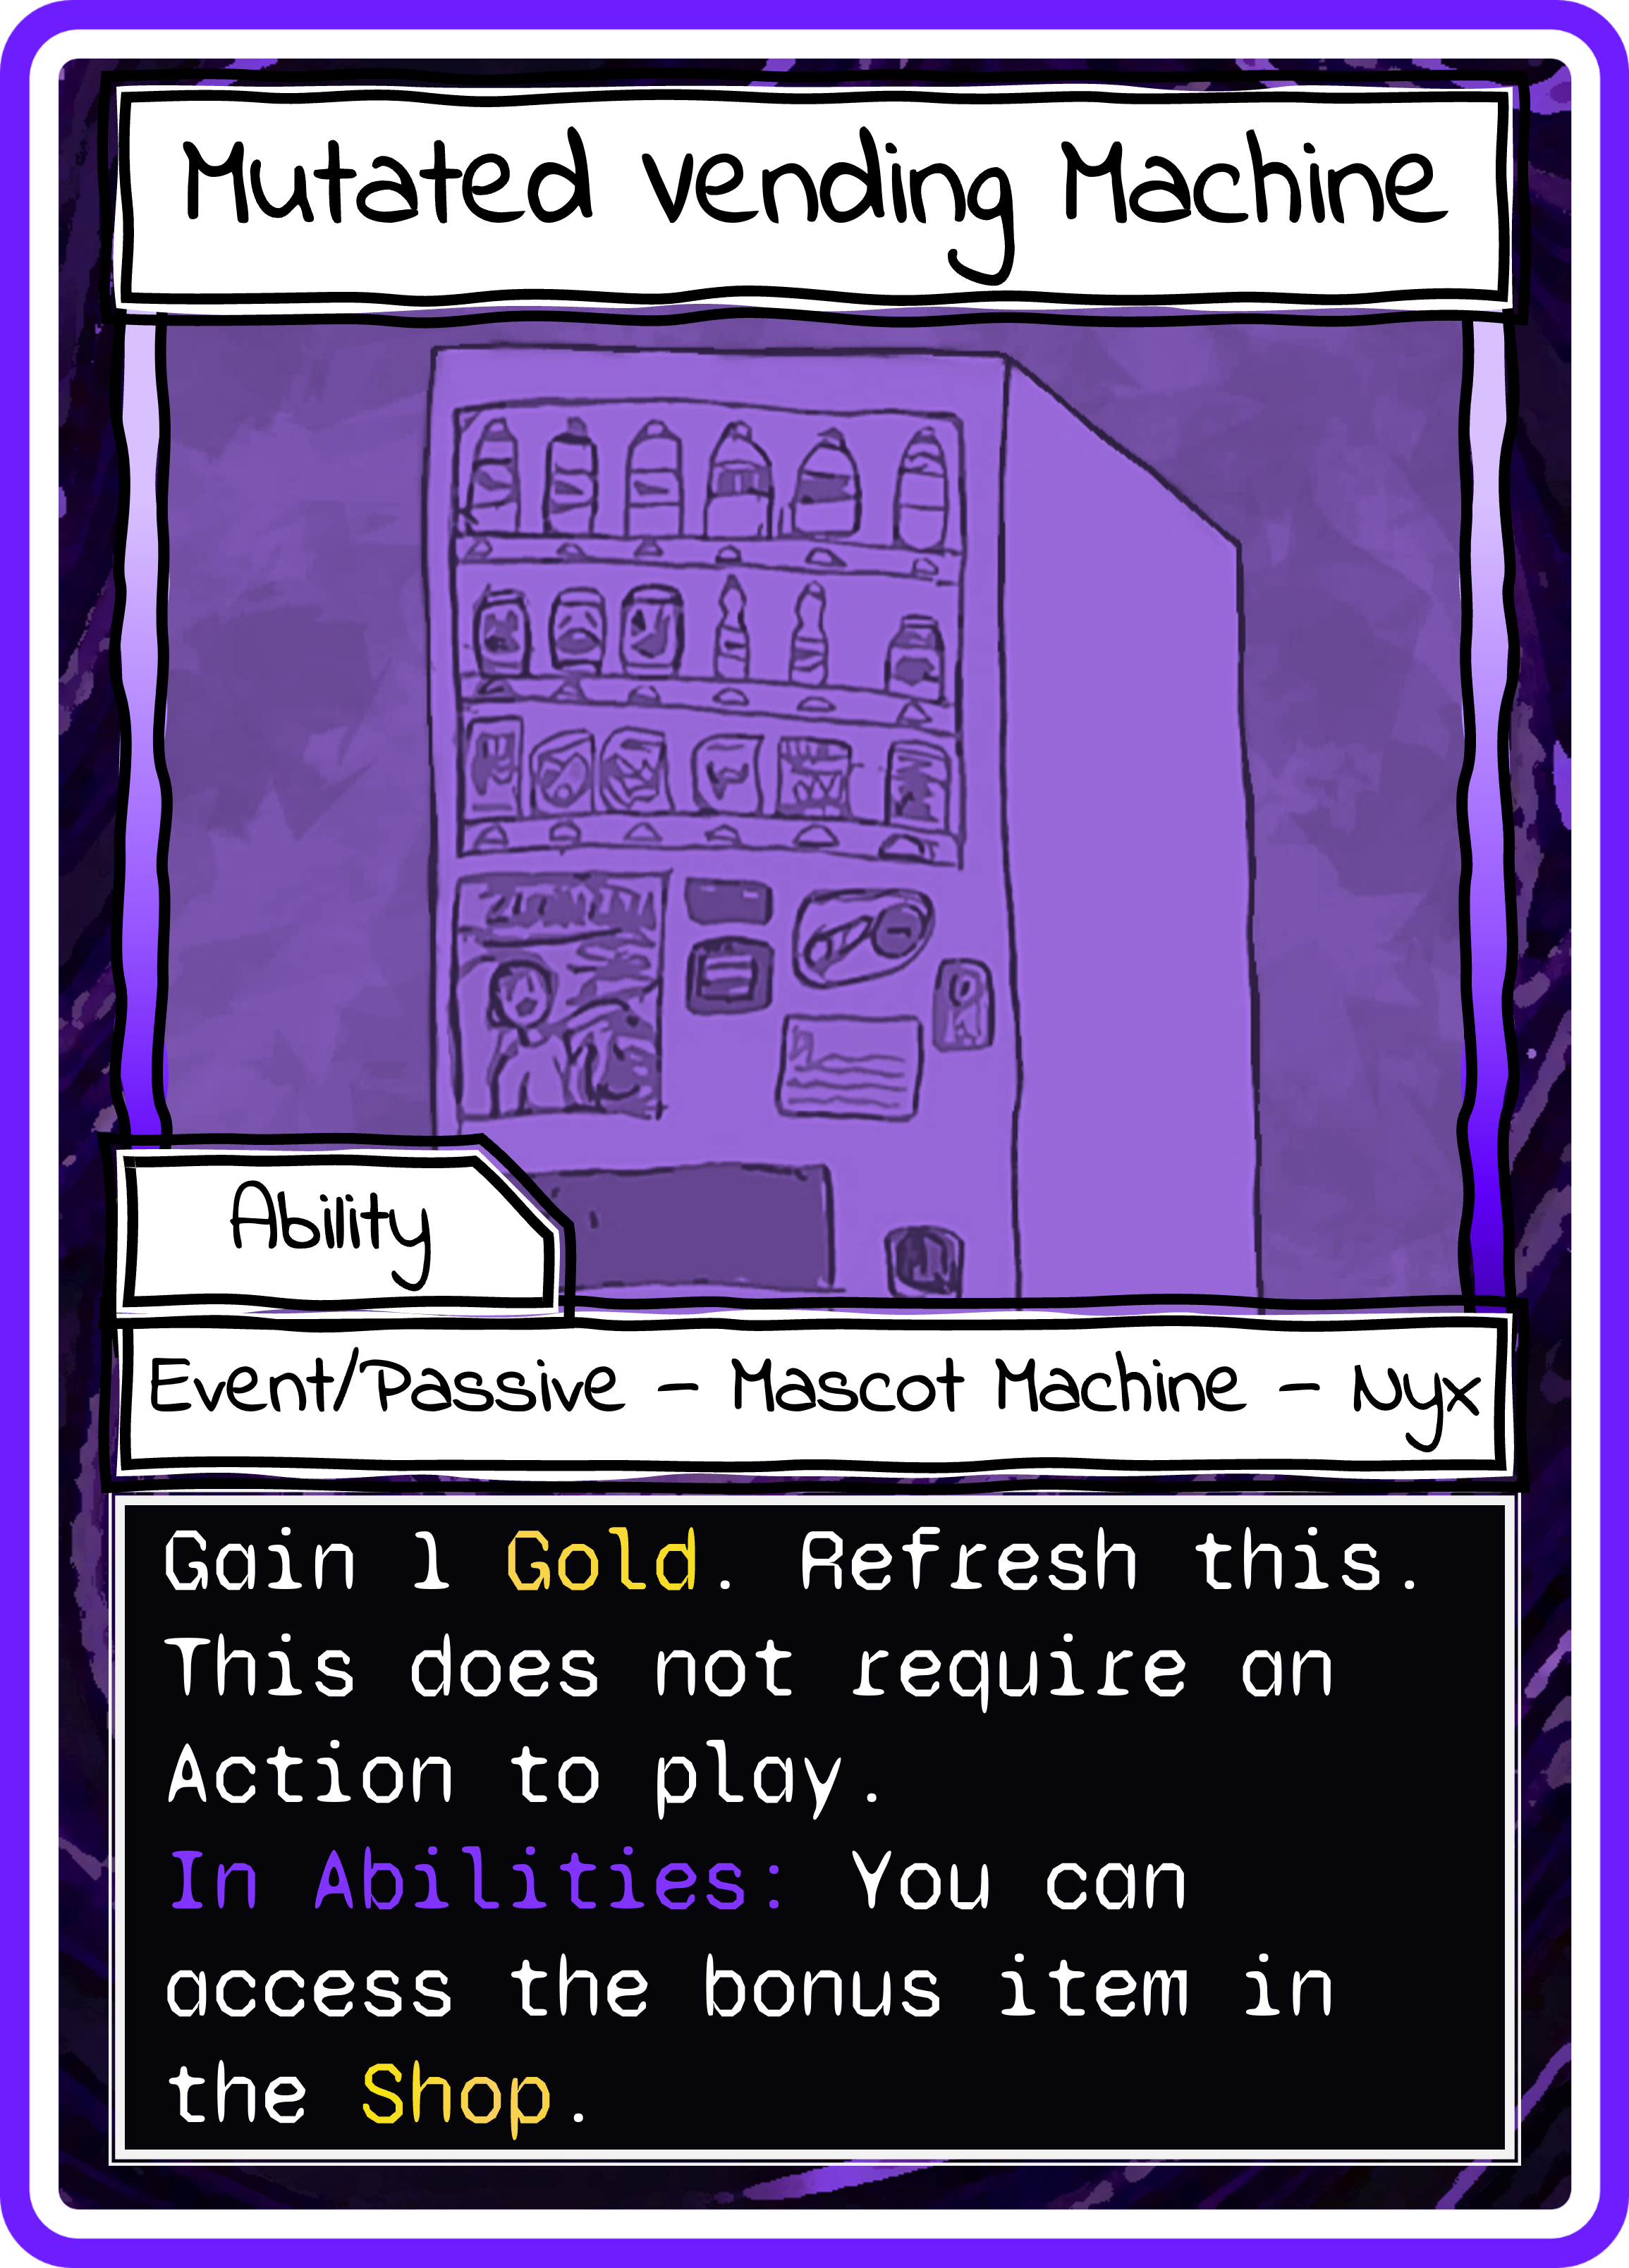 Mutated Vending Machine
Ability
Event/Passive – Mascot Machine – Nyx
Gain 1 Gold. Refresh this.
This does not require an
Action to play.
In Abilities: You can
access the bonus item in
the Shop.